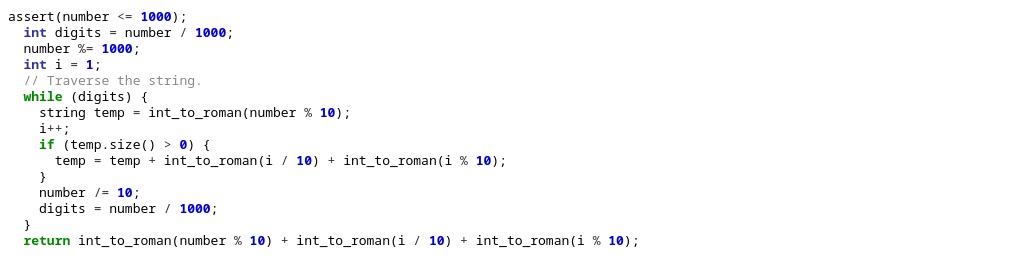 assert(number <= 1000);
  int digits = number / 1000;
  number %= 1000;
  int i = 1;
  // Traverse the string.
  while (digits) {
    string temp = int_to_roman(number % 10);
    i++;
    if (temp.size() > 0) {
      temp = temp + int_to_roman(i / 10) + int_to_roman(i % 10);
    }
    number /= 10;
    digits = number / 1000;
  }
  return int_to_roman(number % 10) + int_to_roman(i / 10) + int_to_roman(i % 10);